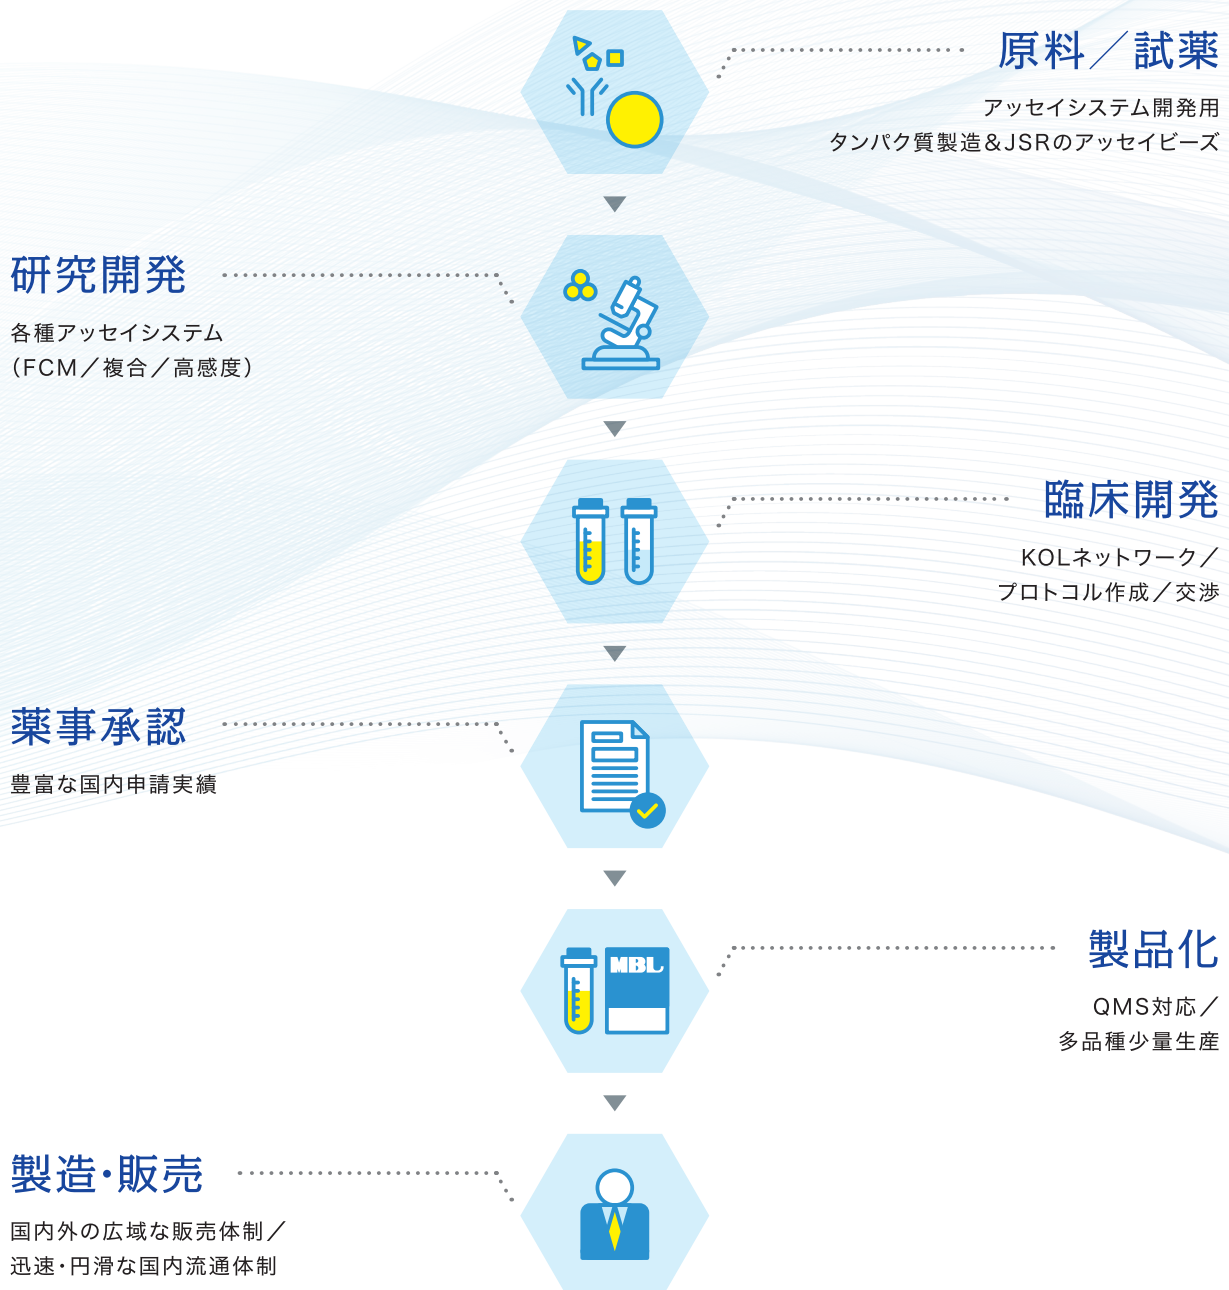 原料／試薬
アッセイシステム開発用
タンパク質製造＆JSRのアッセイビーズ
研究開発
各種アッセイシステム
（FCM／複合／高感度）
臨床開発
KOLネットワーク／
プロトコル作成／交渉
薬事承認
豊富な国内申請実績
MBL
製品化
QMS対応／
多品種少量生産
製造・販売
国内外の広域な販売体制／
迅速・円滑な国内流通体制